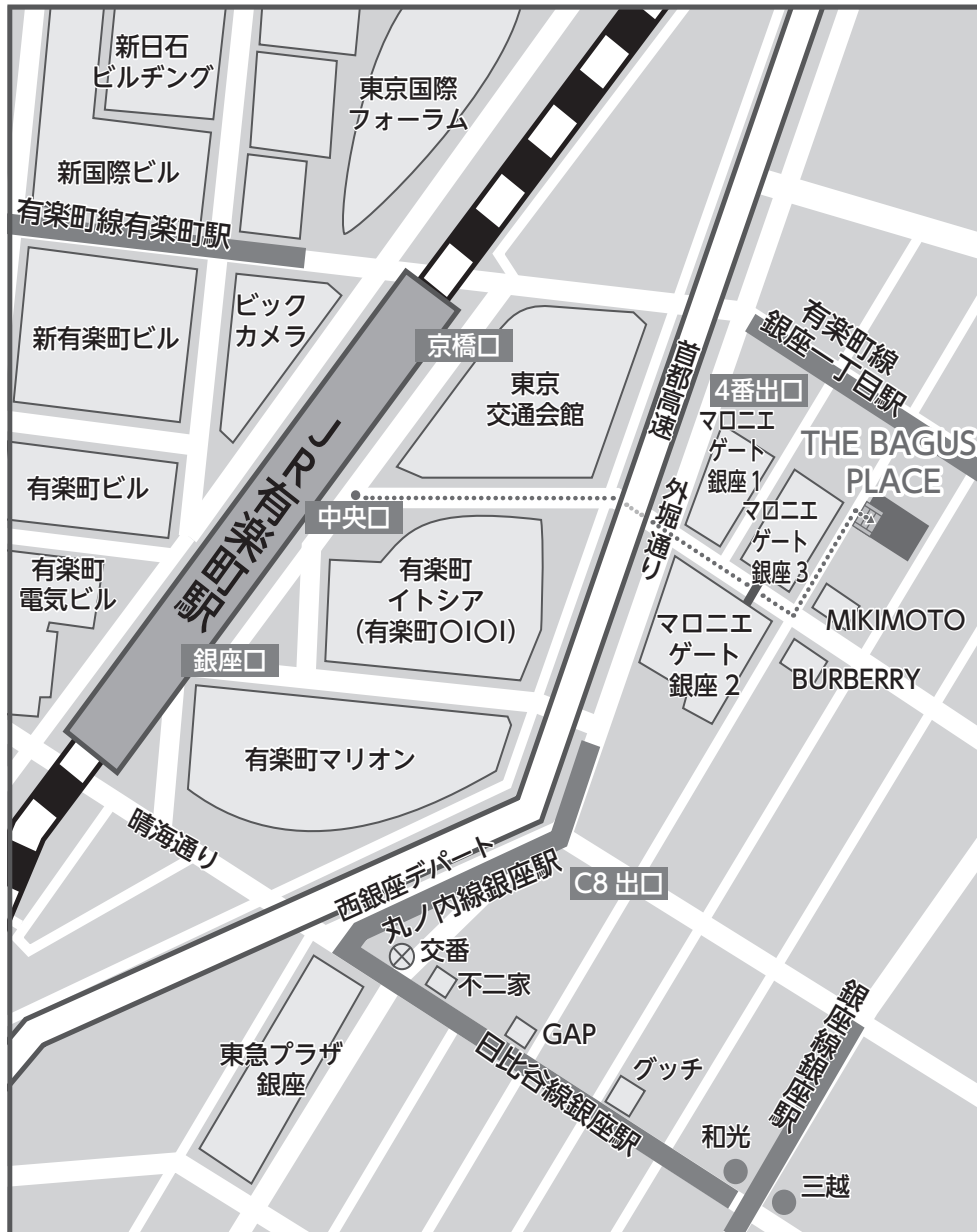 新日石
ビルヂング
東京国際
フォーラム
新国際ビル
有楽町線有楽町駅
ビック
カメラ
新有楽町ビル
京橋口
有楽町線
銀座一丁目駅
東京
交通会館
首都高速
4番出口
マロニエ
ゲート
銀座 1
THE BAGUS
PLACE
JR有楽町駅
有楽町ビル
中央口
外堀通り
マロニエ
ゲート
銀座 3
有楽町
電気ビル
有楽町
イトシア
(有楽町OIOI)
マロニエ
ゲート
銀座 2
MIKIMOTO
銀座口
BURBERRY
有楽町マリオン
晴海通り
西銀座デパート
丸ノ内線銀座駅
C8 出口
交番
不二家
GAP
東急プラザ
銀座
日比谷線銀座駅
グッチ
銀座線銀座駅
和光
三越